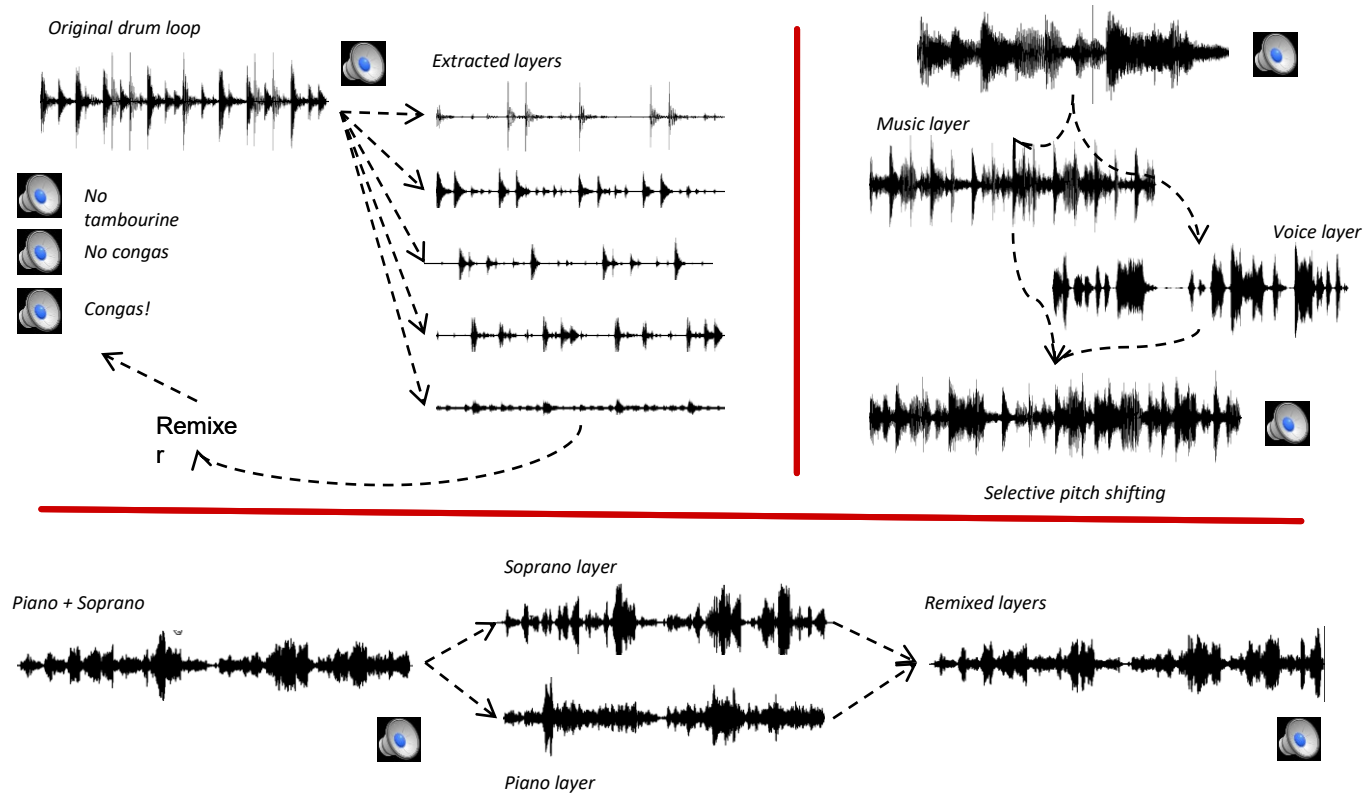 Original drum loop
Extracted layers
No
tambourine
No congas
Congas!
Remixe
r
Music layer
Voice layer
Selective pitch shifting
Piano + Soprano
Soprano layer
Piano layer
Remixed layers